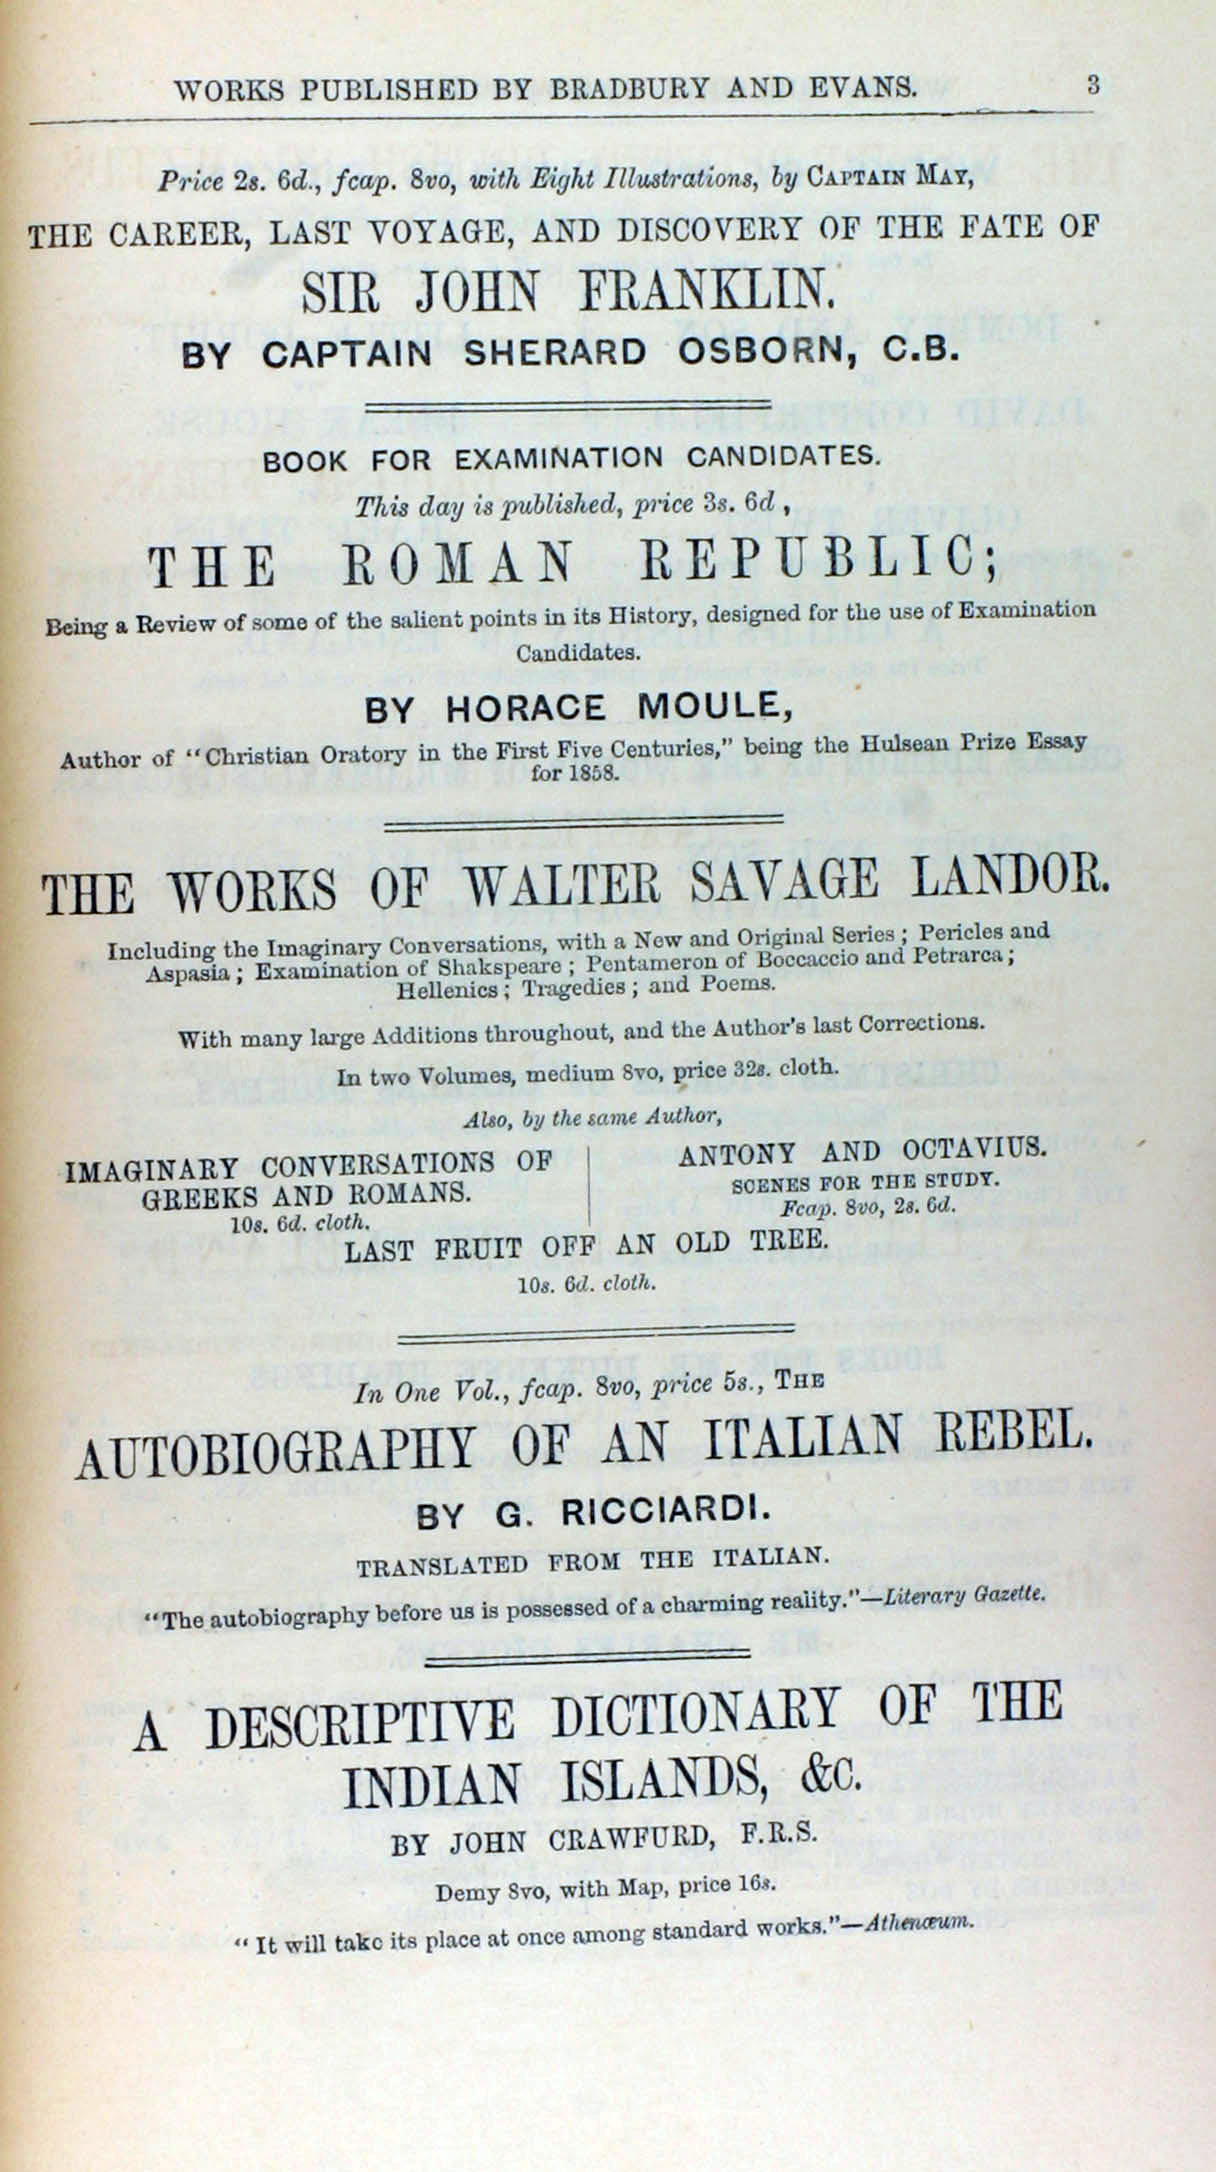 WORKS PUBLISHED BY BRADBURY AND EVANS. 3
Price 2s. 6d., fcap. 8vo, with Eight Illustrations, by CAPTAIN MAY,
THE CAREER, LAST VOYAGE, AND DISCOVERY OF THE FATE OF
SIR JOHN FRANKLIN.
BY CAPTAIN SHERARD OSBORN, C.B.
BOOK FOR EXAMINATION CANDIDATES.
This day is published, price 3s. 6d,
THE ROMAN REPUBLIC;
Being a Review of some of the salient points in its History, designed for the use of Examination
Candidates.
BY HORACE MOULE,
Author of "Christian Oratory in the First Five Centuries," being the Hulsean Prize Essay
for 1858.
THE WORKS OF WALTER SAVAGE LANDOR.
Including the Imaginary Conversations, with a New and Original Series; Pericles and
Aspasia; Examination of Shakspeare; Pentameron of Boccaccio and Petrarca;
Hellenics; Tragedies; and Poems.
With many large Additions throughout, and the Author's last Corrections.
In two Volumes, medium 8vo, price 32s. cloth.
Also, by the same Author,
IMAGINARY CONVERSATIONS OF
GREEKS AND ROMANS.
10s. 6d. cloth.
ANTONY AND OCTAVIUS.
SCENES FOR THE STUDY.
Fcap. 8vo, 2s. 6d.
LAST FRUIT OFF AN OLD TREE.
10s. 6d. cloth.
In One Vol., fcap. 8vo, price 5s., THE
AUTOBIOGRAPHY OF AN ITALIAN REBEL.
BY G. RICCIARDI.
TRANSLATED FROM THE ITALIAN.
"The autobiography before us is possessed of a charming reality."—Literary Gazette.
A DESCRIPTIVE DICTIONARY OF THE
INDIAN ISLANDS, &C.
BY JOHN CRAWFURD, F.R.S.
Demy 8vo, with Map, price 16s.
"It will take its place at once among standard works."—Athenæum.